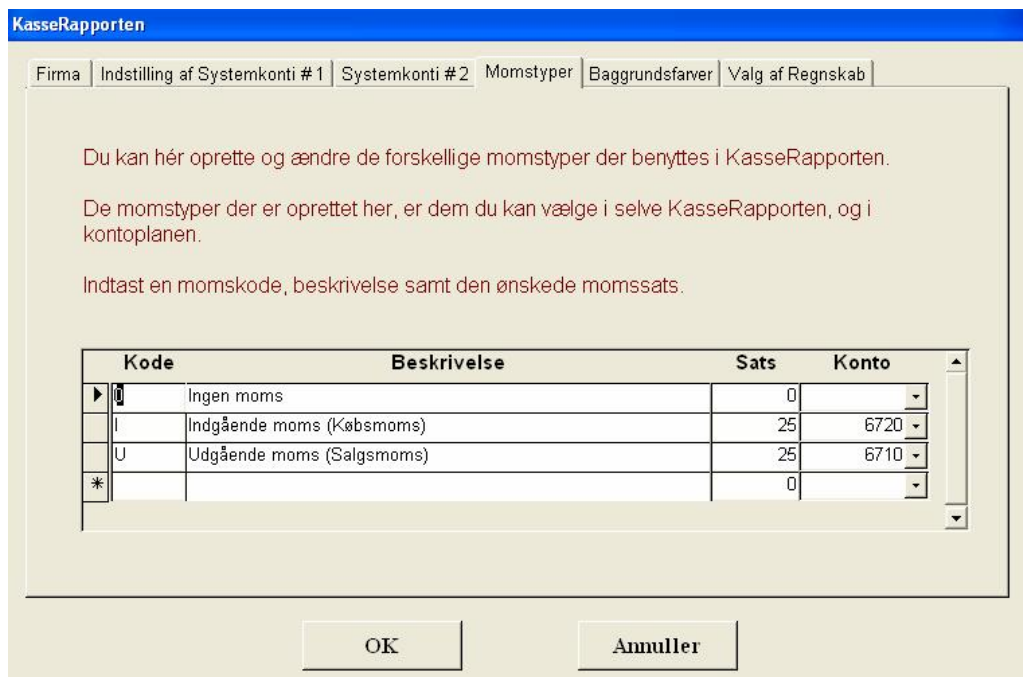 KasseRapporten
Firma Indstilling af Systemkonti #1 Systemkonti #2 Momstyper Baggrundsfarver Valg af Regnskab
Du kan hér oprette og ændre de forskellige momstyper der benyttes i KasseRapporten.
De momstyper der er oprettet her, er dem du kan vælge i selve KasseRapporten, og i
kontoplanen.
Indtast en momskode, beskrivelse samt den ønskede momssats.
Kode Beskrivelse Sats Konto
0 Ingen moms 0
I Indgående moms (Købsmoms) 25 6720
U Udgående moms (Salgsmoms) 25 6710
* 0
OK Annuller